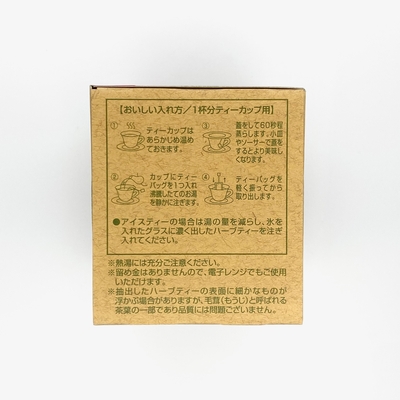 【おいしい入れ方／1杯分ティーカップ用】
①
ティーカップは
あらかじめ温め
ておきます。
②
カップにティー
バッグを1つ入れ
沸騰したてのお湯
を静かに注ぎます。
③
蓋をして60秒程
蒸らします。小皿
やソーサーで蓋を
するとより美味し
くなります。
④
ティーバッグを
軽く振ってから
取り出します。
●アイスティーの場合は湯の量を減らし、氷を
入れたグラスに濃く出したハーブティーを注ぎ
入れてください。
※熱湯には充分ご注意ください。
※留め金はありませんので、電子レンジでもご使用
いただけます。
※抽出したハーブティーの表面に細かなものが
浮かぶ場合がありますが、毛茸(もうじ)と呼ばれる
茶葉の一部であり品質には問題ございません。